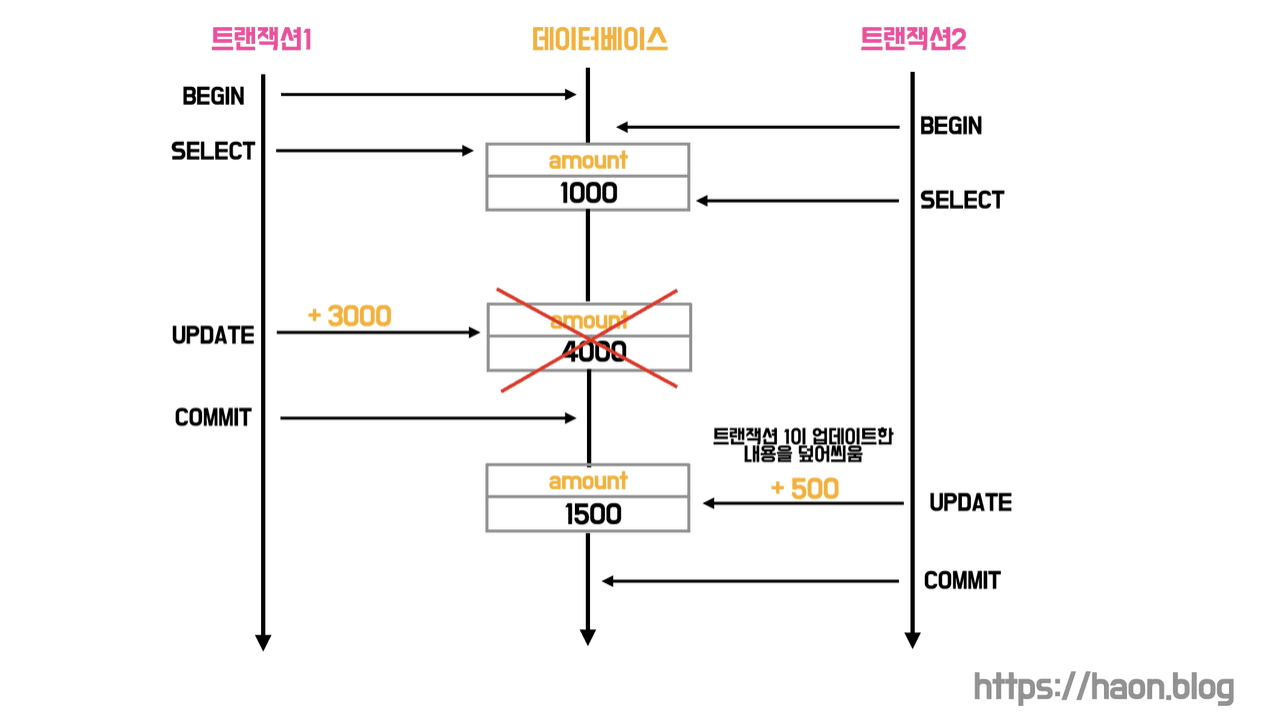 트랜잭션1
데이터베이스
트랜잭션2
BEGIN
BEGIN
SELECT
amount
1000
SELECT
+ 3000
UPDATE
amount
4000
COMMIT
트랜잭션 1이 업데이트한
내용을 덮어씌움
amount
+ 500
1500
UPDATE
COMMIT
https://haon.blog